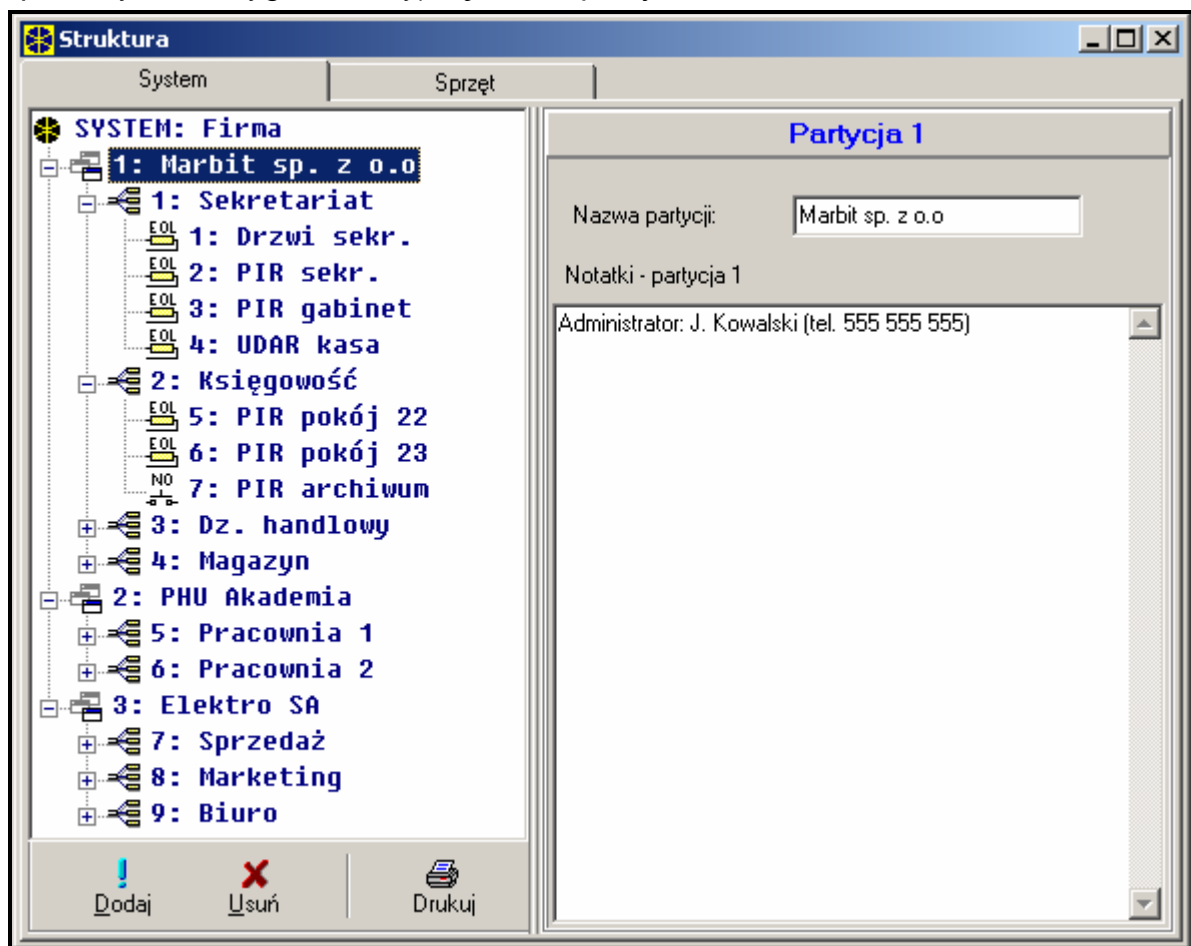 Struktura
System
Sprzęt
SYSTEM: Firma
1: Marbit sp. z o.o
1: Sekretariat
EOL 1: Drzwi sekr.
EOL 2: PIR sekr.
EOL 3: PIR gabinet
EOL 4: UDAR kasa
2: Księgowość
EOL 5: PIR pokój 22
EOL 6: PIR pokój 23
NO 7: PIR archiwum
3: Dz. handlowy
4: Magazyn
2: PHU Akademia
5: Pracownia 1
6: Pracownia 2
3: Elektro SA
7: Sprzedaż
8: Marketing
9: Biuro
Dodaj
Usuń
Drukuj
Partycja 1
Nazwa partycji: Marbit sp. z o.o
Notatki - partycja 1
Administrator: J. Kowalski (tel. 555 555 555)